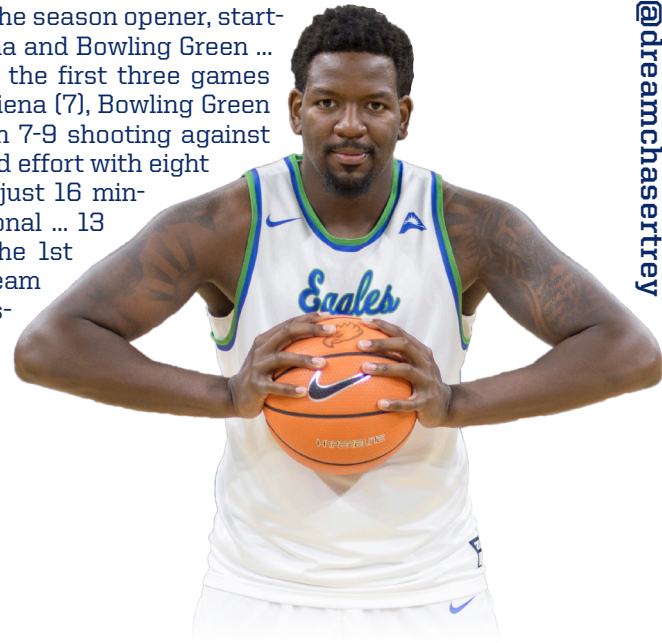 he season opener, start-
a and Bowling Green ...
the first three games
iena (7), Bowling Green
n 7-9 shooting against
d effort with eight
just 16 min-
onal ... 13
he 1st
eam
s-
@dreamchasertrey
Eagles
HYPERELITE